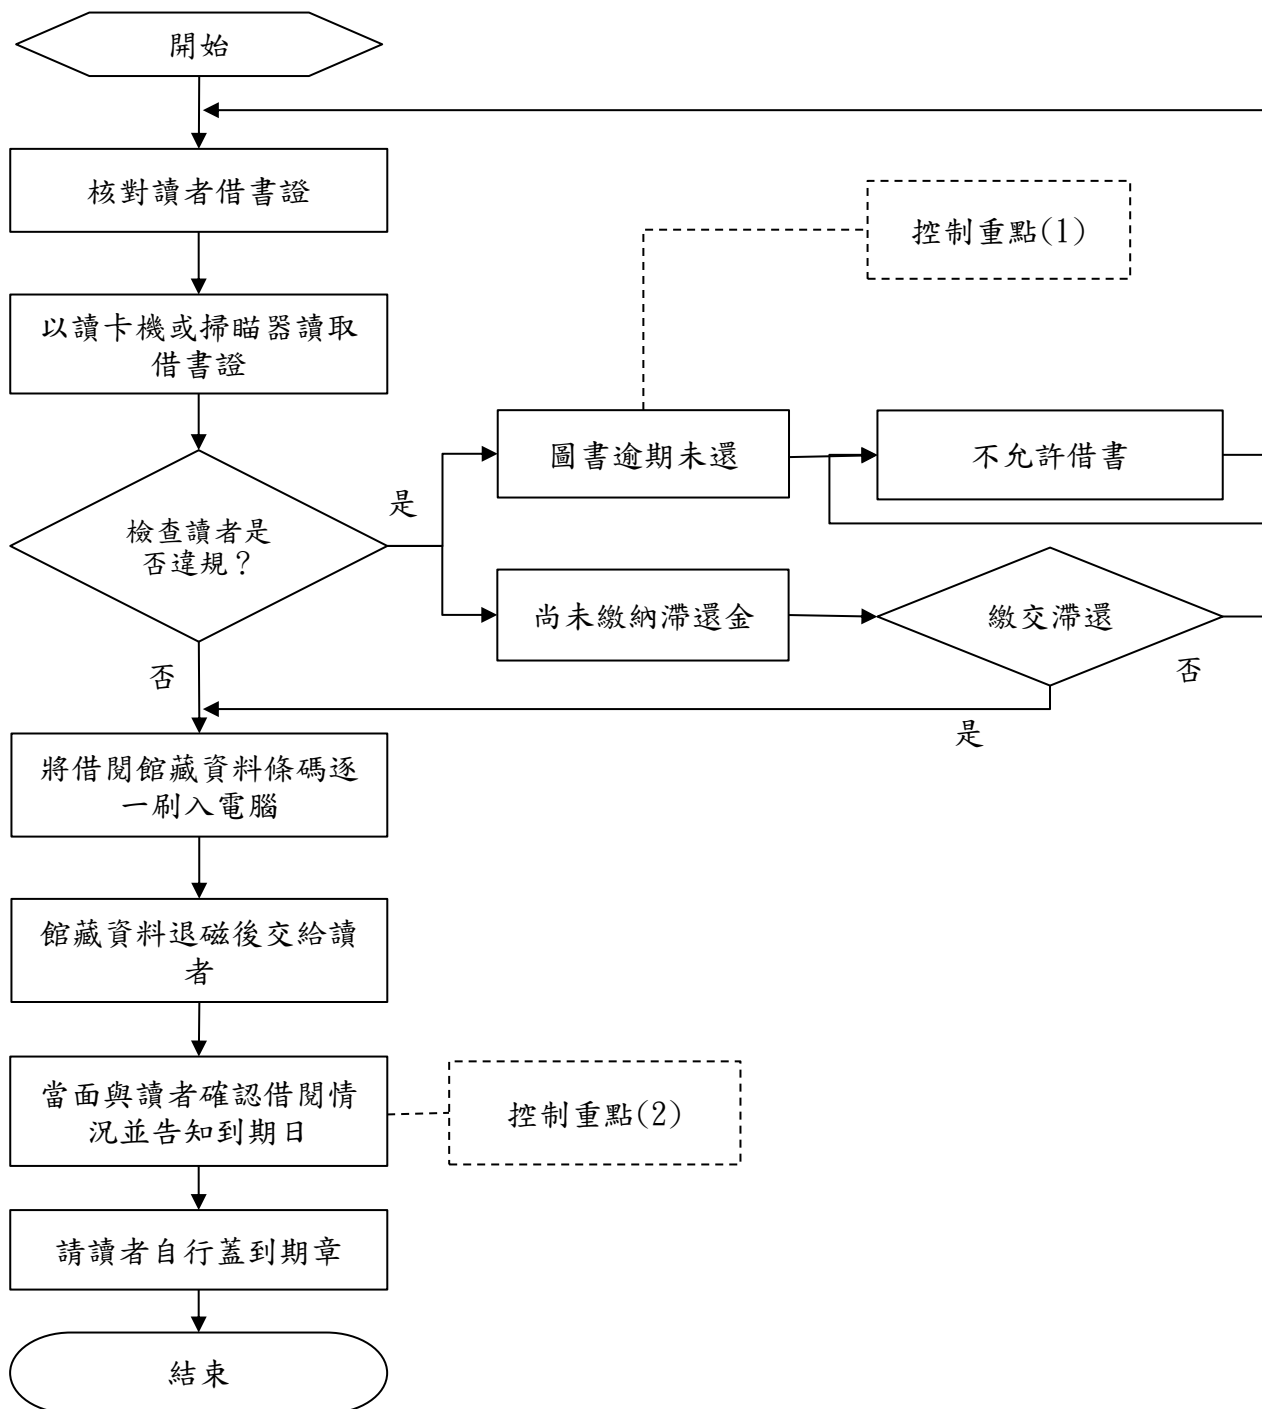 開始
核對讀者借書證
控制重點(1)
以讀卡機或掃瞄器讀取
借書證
圖書逾期未還
不允許借書
是
檢查讀者是
否違規？
尚未繳納滯還金
繳交滯還
否
否
是
將借閱館藏資料條碼逐
一刷入電腦
館藏資料退磁後交給讀
者
當面與讀者確認借閱情
況並告知到期日
控制重點(2)
請讀者自行蓋到期章
結束